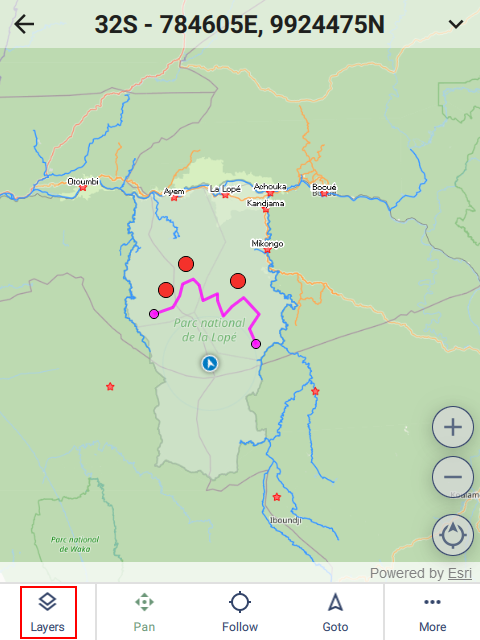 32S - 784605E, 9924475N
Otoumbi
Ayem
La Lopé
Achouka
Booué
Kandjama
Mikongo
Parc national
de la Lopé
Parc national
de Waka
Iboundji
Powered by Esri
Layers
Pan
Follow
Goto
More